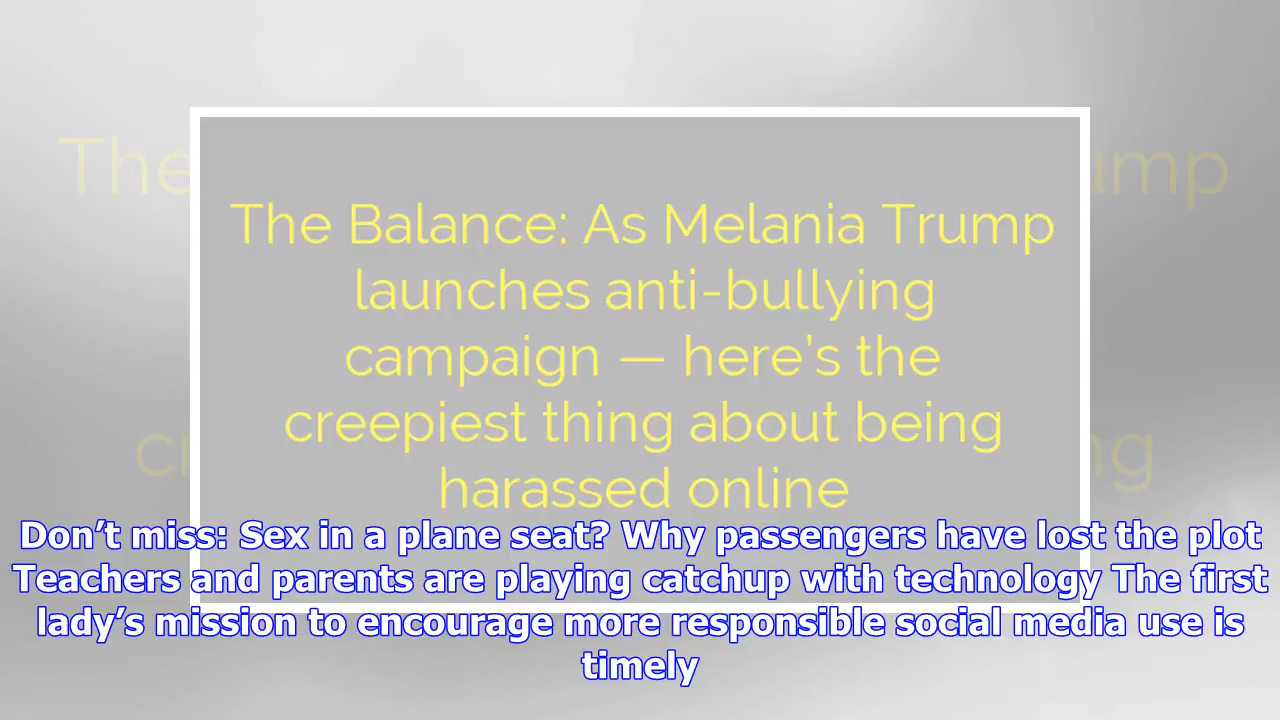 The Balance: As Melania Trump
launches anti-bullying
campaign — here’s the
creepiest thing about being
harassed online
Don’t miss: Sex in a plane seat? Why passengers have lost the plot
Teachers and parents are playing catchup with technology The first
lady’s mission to encourage more responsible social media use is
timely